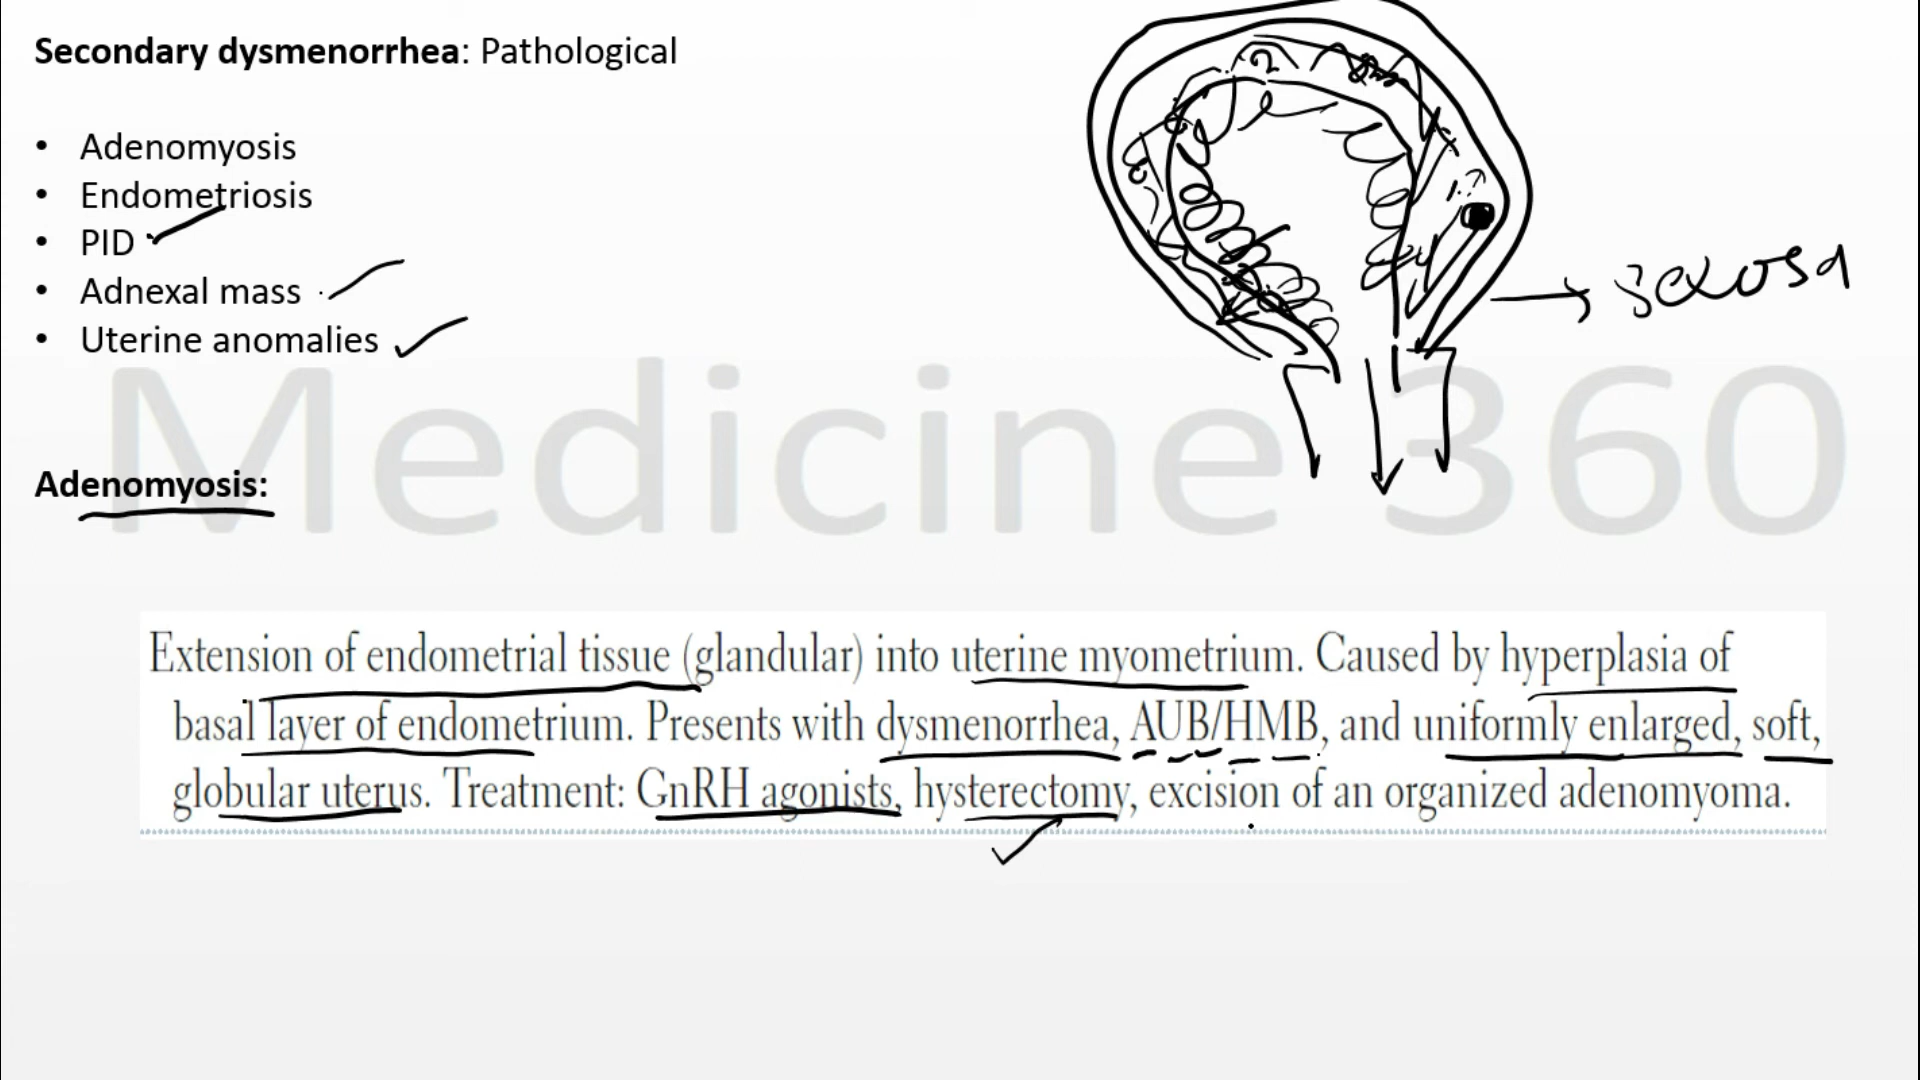 Secondary dysmenorrhea: Pathological
• Adenomyosis
• Endometriosis
• PID
• Adnexal mass
• Uterine anomalies
serosa
Medicine 360
Adenomyosis:
Extension of endometrial tissue (glandular) into uterine myometrium. Caused by hyperplasia of
basal layer of endometrium. Presents with dysmenorrhea, AUB/HMB, and uniformly enlarged, soft,
globular uterus. Treatment: GnRH agonists, hysterectomy, excision of an organized adenomyoma.